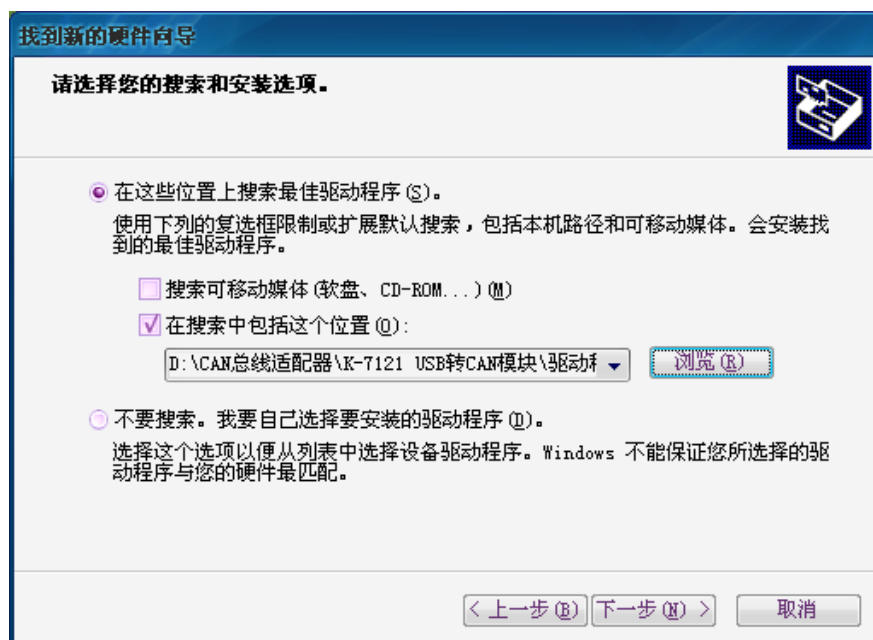 找到新的硬件向导
请选择您的搜索和安装选项。
在这些位置上搜索最佳驱动程序(S)。
使用下列的复选框限制或扩展默认搜索，包括本机路径和可移动媒体。会安装找
到的最佳驱动程序。
搜索可移动媒体(软盘、CD-ROM...)(M)
在搜索中包括这个位置(O):
D:\CAN总线适配器\K-7121 USB转CAN模块\驱动
浏览(R)
不要搜索。我要自己选择要安装的驱动程序(D)。
选择这个选项以便从列表中选择设备驱动程序。Windows 不能保证您所选择的驱
动程序与您的硬件最匹配。
< 上一步(B) 下一步(N) > 取消